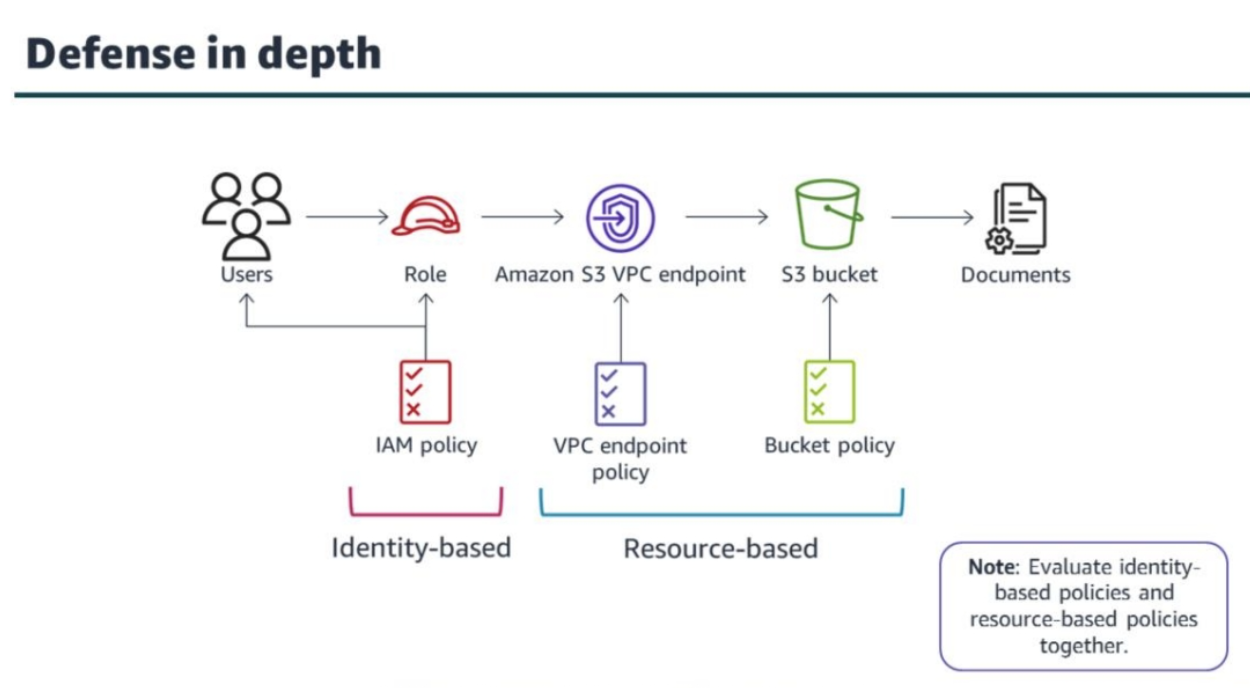 Defense in depth
Users
Role
Amazon S3 VPC endpoint
S3 bucket
Documents
IAM policy
VPC endpoint
policy
Bucket policy
Identity-based
Resource-based
Note: Evaluate identity-
based policies and
resource-based policies
together.